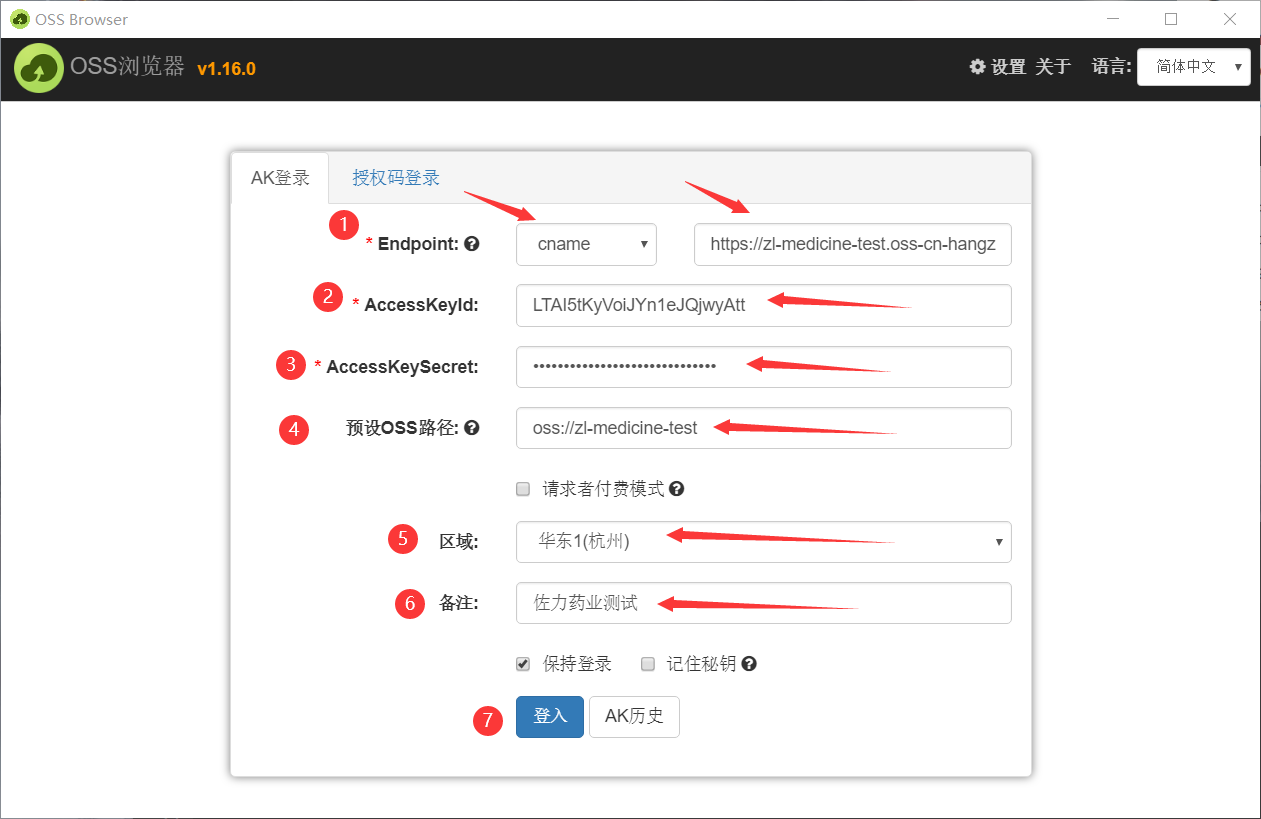 OSS Browser
OSS浏览器 v1.16.0 设置 关于 语言: 简体中文
AK登录 授权码登录
1 * Endpoint: cname https://zl-medicine-test.oss-cn-hangz
2 * AccessKeyId: LTAI5tKyVoiJYn1eJQjwyAtt
3 * AccessKeySecret: ••••••••••••••••••••••••••••••
4 预设OSS路径: oss://zl-medicine-test
请求者付费模式
5 区域: 华东1(杭州)
6 备注: 佐力药业测试
保持登录 记住秘钥
7 登入 AK历史